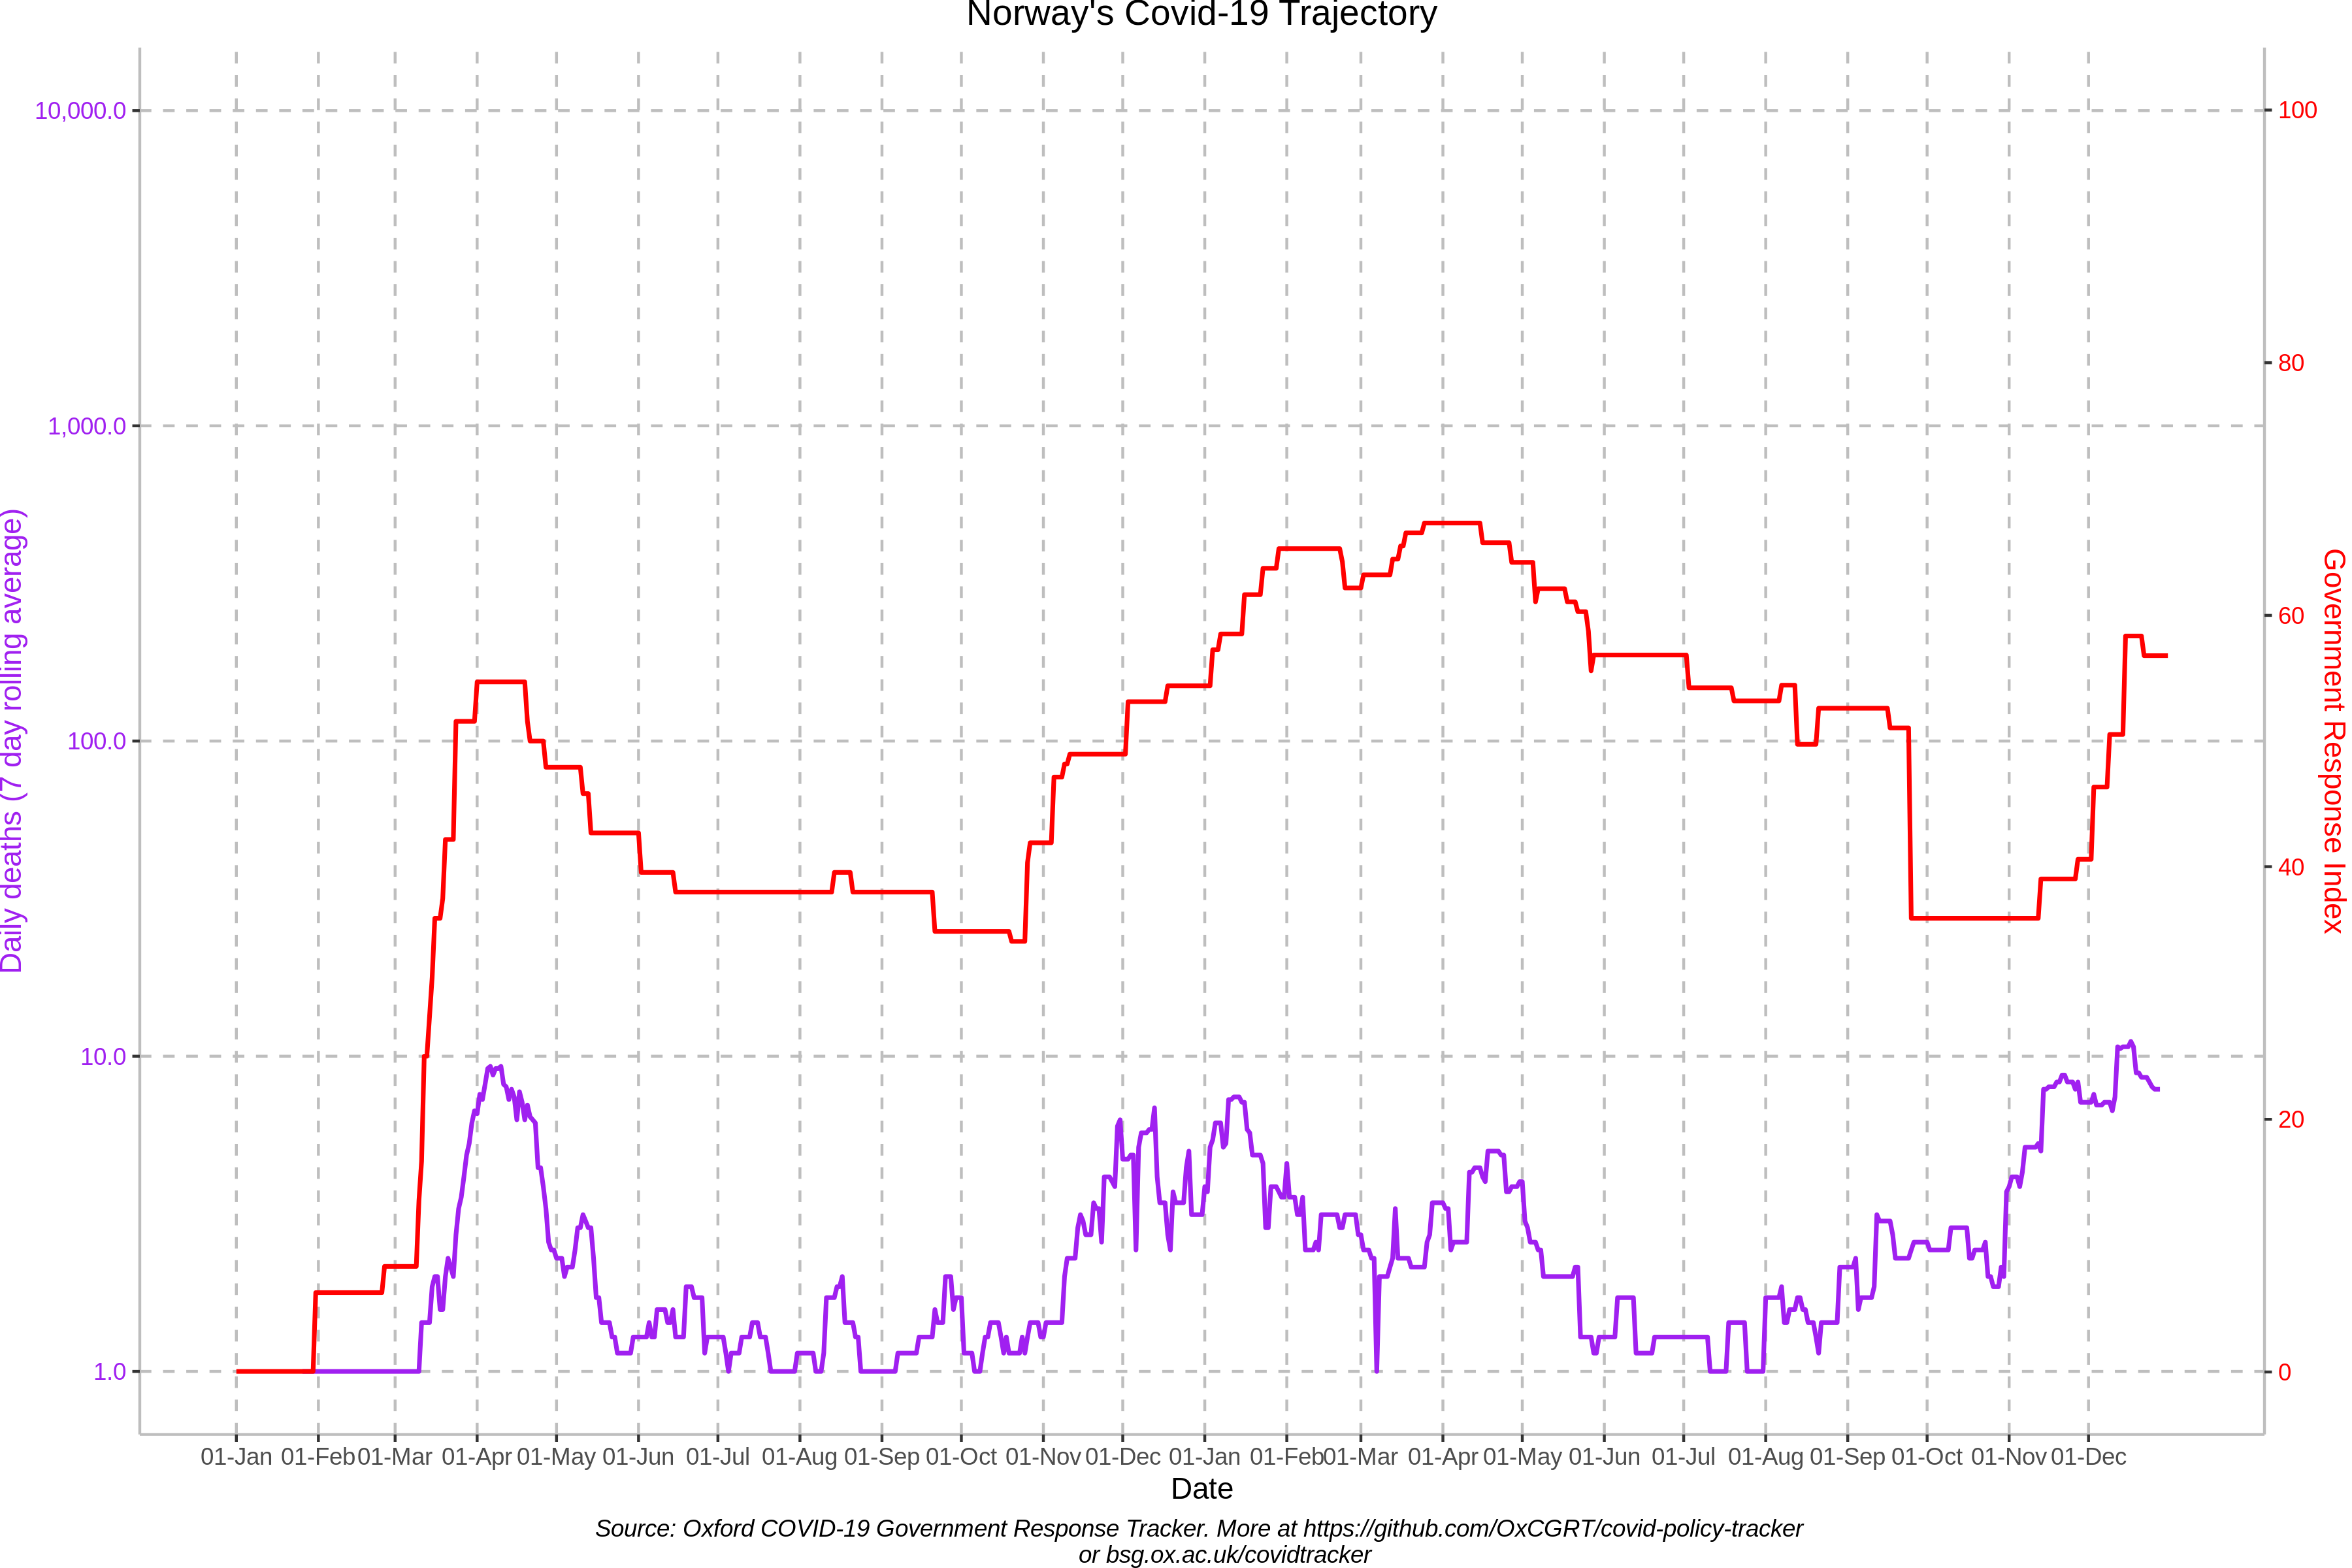 Norway's Covid-19 Trajectory
Daily deaths (7 day rolling average)
10,000.0
1,000.0
100.0
10.0
1.0
100
80
60
40
20
0
Government Response Index
01-Jan 01-Feb 01-Mar 01-Apr 01-May 01-Jun 01-Jul 01-Aug 01-Sep 01-Oct 01-Nov 01-Dec 01-Jan 01-Feb 01-Mar 01-Apr 01-May 01-Jun 01-Jul 01-Aug 01-Sep 01-Oct 01-Nov 01-Dec
Date
Source: Oxford COVID-19 Government Response Tracker. More at https://github.com/OxCGRT/covid-policy-tracker
or bsg.ox.ac.uk/covidtracker